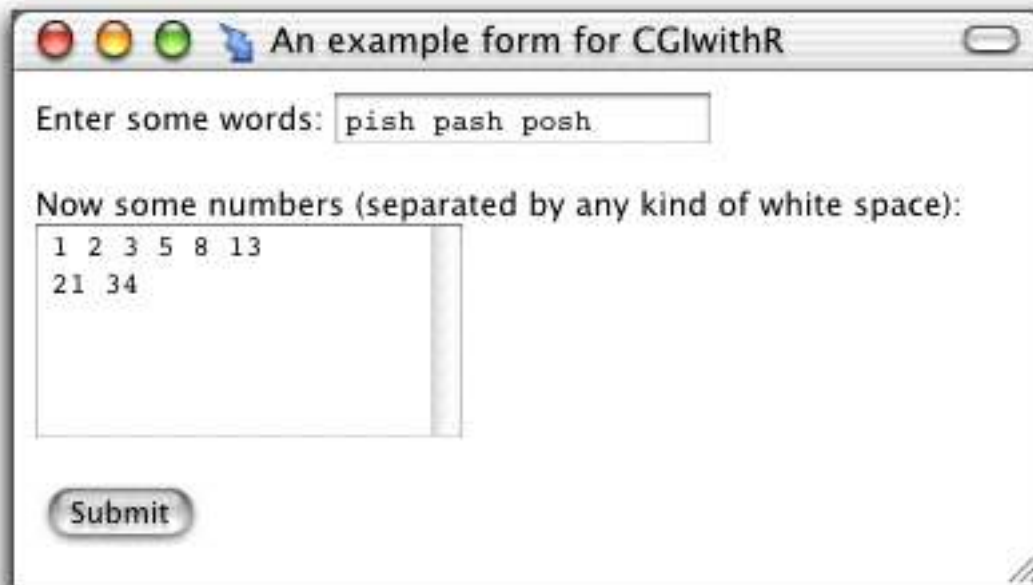 An example form for CGIwithR
Enter some words: pish pash posh
Now some numbers (separated by any kind of white space):
1 2 3 5 8 13
21 34
Submit